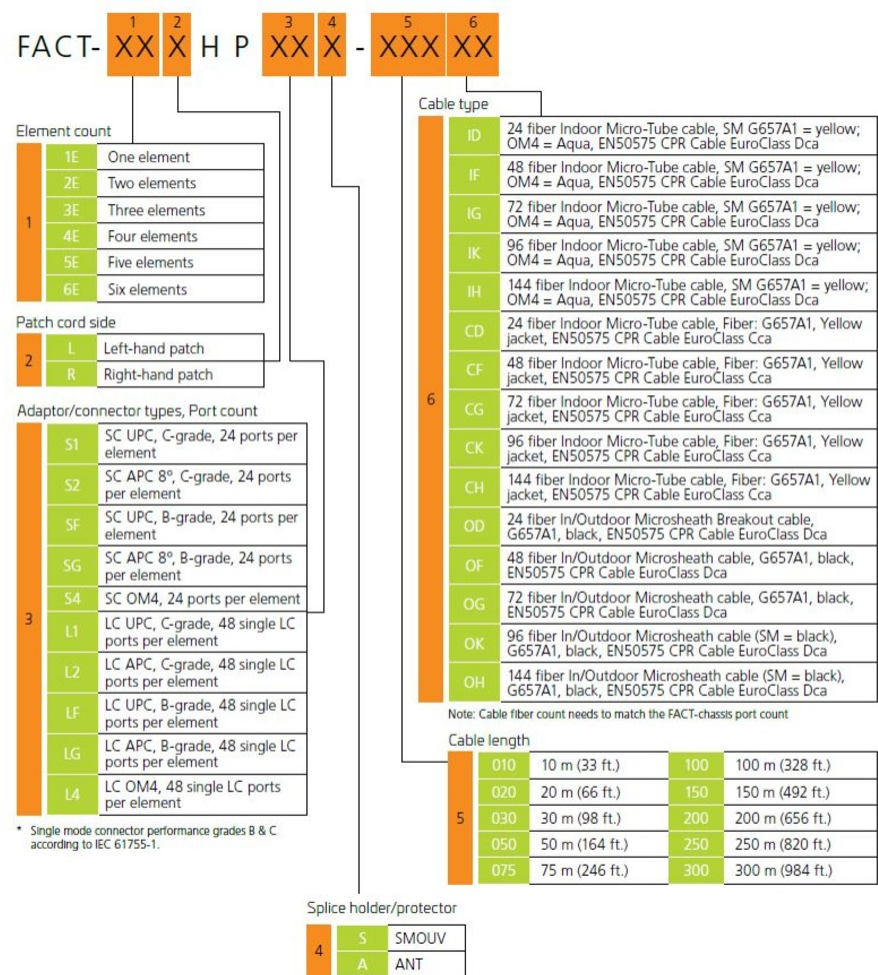 1 2 3 4 5 6
FACT- XX X H P XX X - XXX XX
Element count
1
1E One element
2E Two elements
3E Three elements
4E Four elements
5E Five elements
6E Six elements
Patch cord side
2
L Left-hand patch
R Right-hand patch
Adaptor/connector types, Port count
3
S1 SC UPC, C-grade, 24 ports per
element
S2 SC APC 8º, C-grade, 24 ports
per element
SF SC UPC, B-grade, 24 ports per
element
SG SC APC 8º, B-grade, 24 ports
per element
S4 SC OM4, 24 ports per element
L1 LC UPC, C-grade, 48 single LC
ports per element
L2 LC APC, C-grade, 48 single LC
ports per element
LF LC UPC, B-grade, 48 single LC
ports per element
LG LC APC, B-grade, 48 single LC
ports per element
L4 LC OM4, 48 single LC ports
per element
* Single mode connector performance grades B & C
according to IEC 61755-1.
Cable type
6
ID 24 fiber Indoor Micro-Tube cable, SM G657A1 = yellow;
OM4 = Aqua, EN50575 CPR Cable EuroClass Dca
IF 48 fiber Indoor Micro-Tube cable, SM G657A1 = yellow;
OM4 = Aqua, EN50575 CPR Cable EuroClass Dca
IG 72 fiber Indoor Micro-Tube cable, SM G657A1 = yellow;
OM4 = Aqua, EN50575 CPR Cable EuroClass Dca
IK 96 fiber Indoor Micro-Tube cable, SM G657A1 = yellow;
OM4 = Aqua, EN50575 CPR Cable EuroClass Dca
IH 144 fiber Indoor Micro-Tube cable, SM G657A1 = yellow;
OM4 = Aqua, EN50575 CPR Cable EuroClass Dca
CD 24 fiber Indoor Micro-Tube cable, Fiber: G657A1, Yellow
jacket, EN50575 CPR Cable EuroClass Cca
CF 48 fiber Indoor Micro-Tube cable, Fiber: G657A1, Yellow
jacket, EN50575 CPR Cable EuroClass Cca
CG 72 fiber Indoor Micro-Tube cable, Fiber: G657A1, Yellow
jacket, EN50575 CPR Cable EuroClass Cca
CK 96 fiber Indoor Micro-Tube cable, Fiber: G657A1, Yellow
jacket, EN50575 CPR Cable EuroClass Cca
CH 144 fiber Indoor Micro-Tube cable, Fiber: G657A1, Yellow
jacket, EN50575 CPR Cable EuroClass Cca
OD 24 fiber In/Outdoor Microsheath Breakout cable,
G657A1, black, EN50575 CPR Cable EuroClass Dca
OF 48 fiber In/Outdoor Microsheath cable, G657A1, black,
EN50575 CPR Cable EuroClass Dca
OG 72 fiber In/Outdoor Microsheath cable, G657A1, black,
EN50575 CPR Cable EuroClass Dca
OK 96 fiber In/Outdoor Microsheath cable (SM = black),
G657A1, black, EN50575 CPR Cable EuroClass Dca
OH 144 fiber In/Outdoor Microsheath cable (SM = black),
G657A1, black, EN50575 CPR Cable EuroClass Dca
Note: Cable fiber count needs to match the FACT-chassis port count
Cable length
5
010 10 m (33 ft.) 100 100 m (328 ft.)
020 20 m (66 ft.) 150 150 m (492 ft.)
030 30 m (98 ft.) 200 200 m (656 ft.)
050 50 m (164 ft.) 250 250 m (820 ft.)
075 75 m (246 ft.) 300 300 m (984 ft.)
Splice holder/protector
4
S SMOUV
A ANT